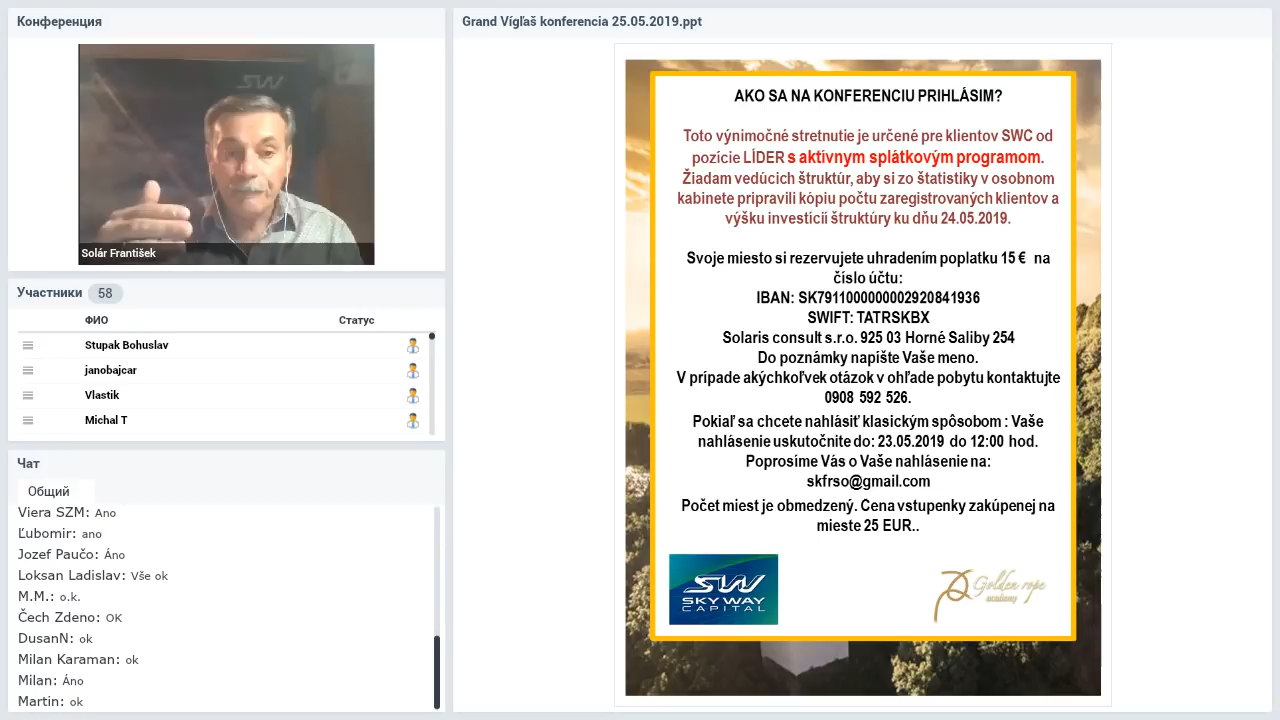 Конференция
SW
Solár František
Участники 58
ФИО Статус
Stupak Bohuslav
janobajcar
Vlastik
Michal T
Чат
Общий
Viera SZM: Ano
Ľubomir: ano
Jozef Paučo: Áno
Loksan Ladislav: Vše ok
M.M.: o.k.
Čech Zdeno: OK
DusanN: ok
Milan Karaman: ok
Milan: Áno
Martin: ok
Grand Vígľaš konferencia 25.05.2019.ppt
AKO SA NA KONFERENCIU PRIHLÁSIM?
Toto výnimočné stretnutie je určené pre klientov SWC od
pozície LÍDER s aktívnym splátkovým programom.
Žiadam vedúcich štruktúr, aby si zo štatistiky v osobnom
kabinete pripravili kópiu počtu zaregistrovaných klientov a
výšku investícií štruktúry ku dňu 24.05.2019.
Svoje miesto si rezervujete uhradením poplatku 15 € na
číslo účtu:
IBAN: SK7911000000002920841936
SWIFT: TATRSKBX
Solaris consult s.r.o. 925 03 Horné Saliby 254
Do poznámky napíšte Vaše meno.
V prípade akýchkoľvek otázok v ohľade pobytu kontaktujte
0908 592 526.
Pokiaľ sa chcete nahlásiť klasickým spôsobom : Vaše
nahlásenie uskutočnite do: 23.05.2019 do 12:00 hod.
Poprosíme Vás o Vaše nahlásenie na:
skfrso@gmail.com
Počet miest je obmedzený. Cena vstupenky zakúpenej na
mieste 25 EUR..
SW
SKYWAY
CAPITAL
Golden rope
academy